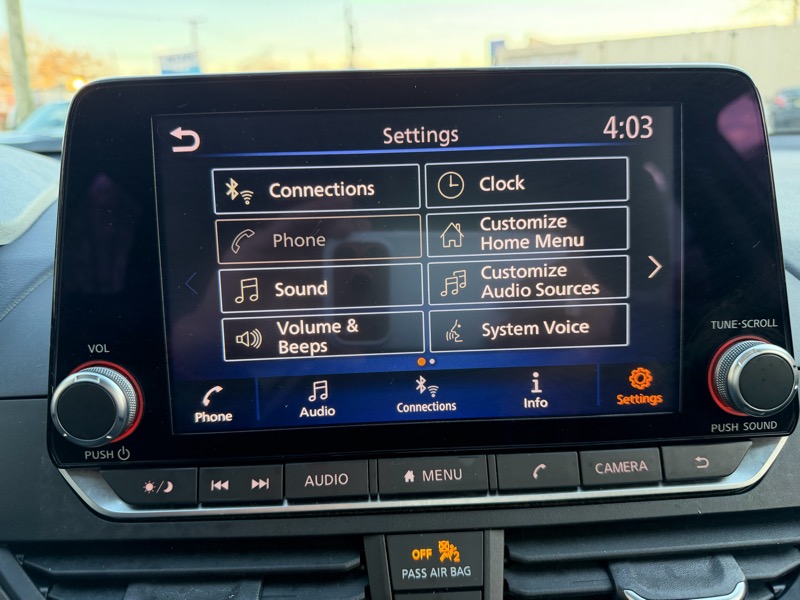 Settings
4:03
Connections
Clock
Phone
Customize
Home Menu
Sound
Customize
Audio Sources
Volume &
Beeps
System Voice
Phone
Audio
Connections
Info
Settings
VOL
PUSH
TUNE·SCROLL
PUSH SOUND
AUDIO
MENU
CAMERA
OFF 2
PASS AIR BAG